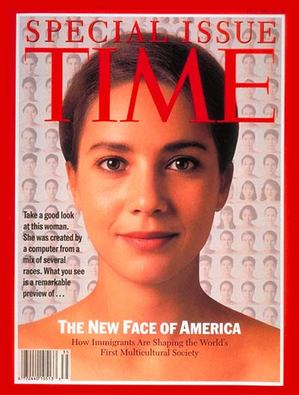 SPECIAL ISSUE
TIME
Take a good look
at this woman.
She was created by
a computer from a
mix of several
races. What you see
is a remarkable
preview of...
THE NEW FACE OF AMERICA
How Immigrants Are Shaping the World's
First Multicultural Society